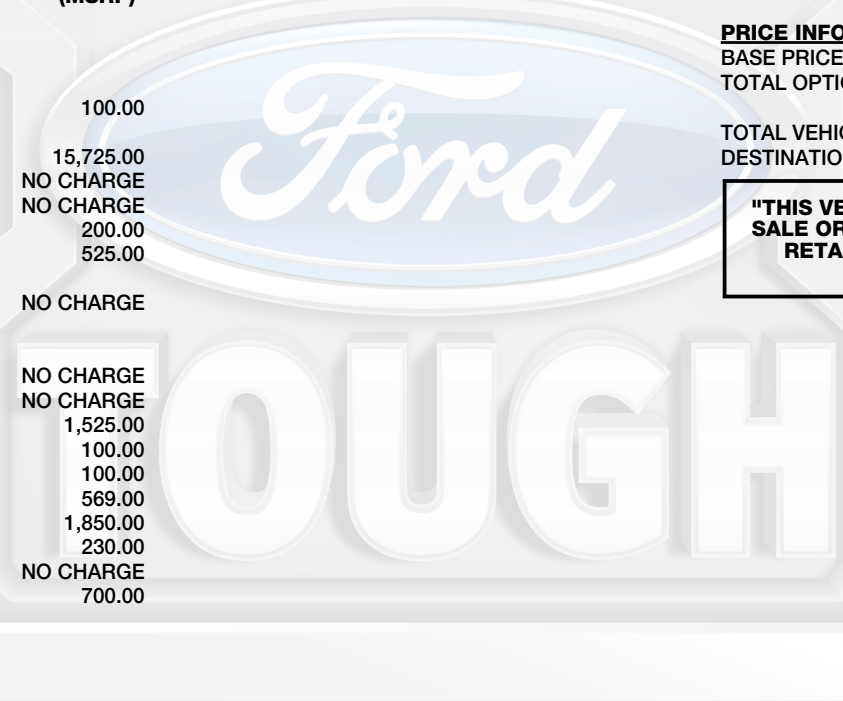 (MSRP)
100.00
15,725.00
NO CHARGE
NO CHARGE
200.00
525.00
NO CHARGE
NO CHARGE
NO CHARGE
1,525.00
100.00
100.00
569.00
1,850.00
230.00
NO CHARGE
700.00
PRICE INFO
BASE PRICE
TOTAL OPTI
TOTAL VEHI
DESTINATIO
"THIS VE
SALE OR
RETA
Ford
TOUGH